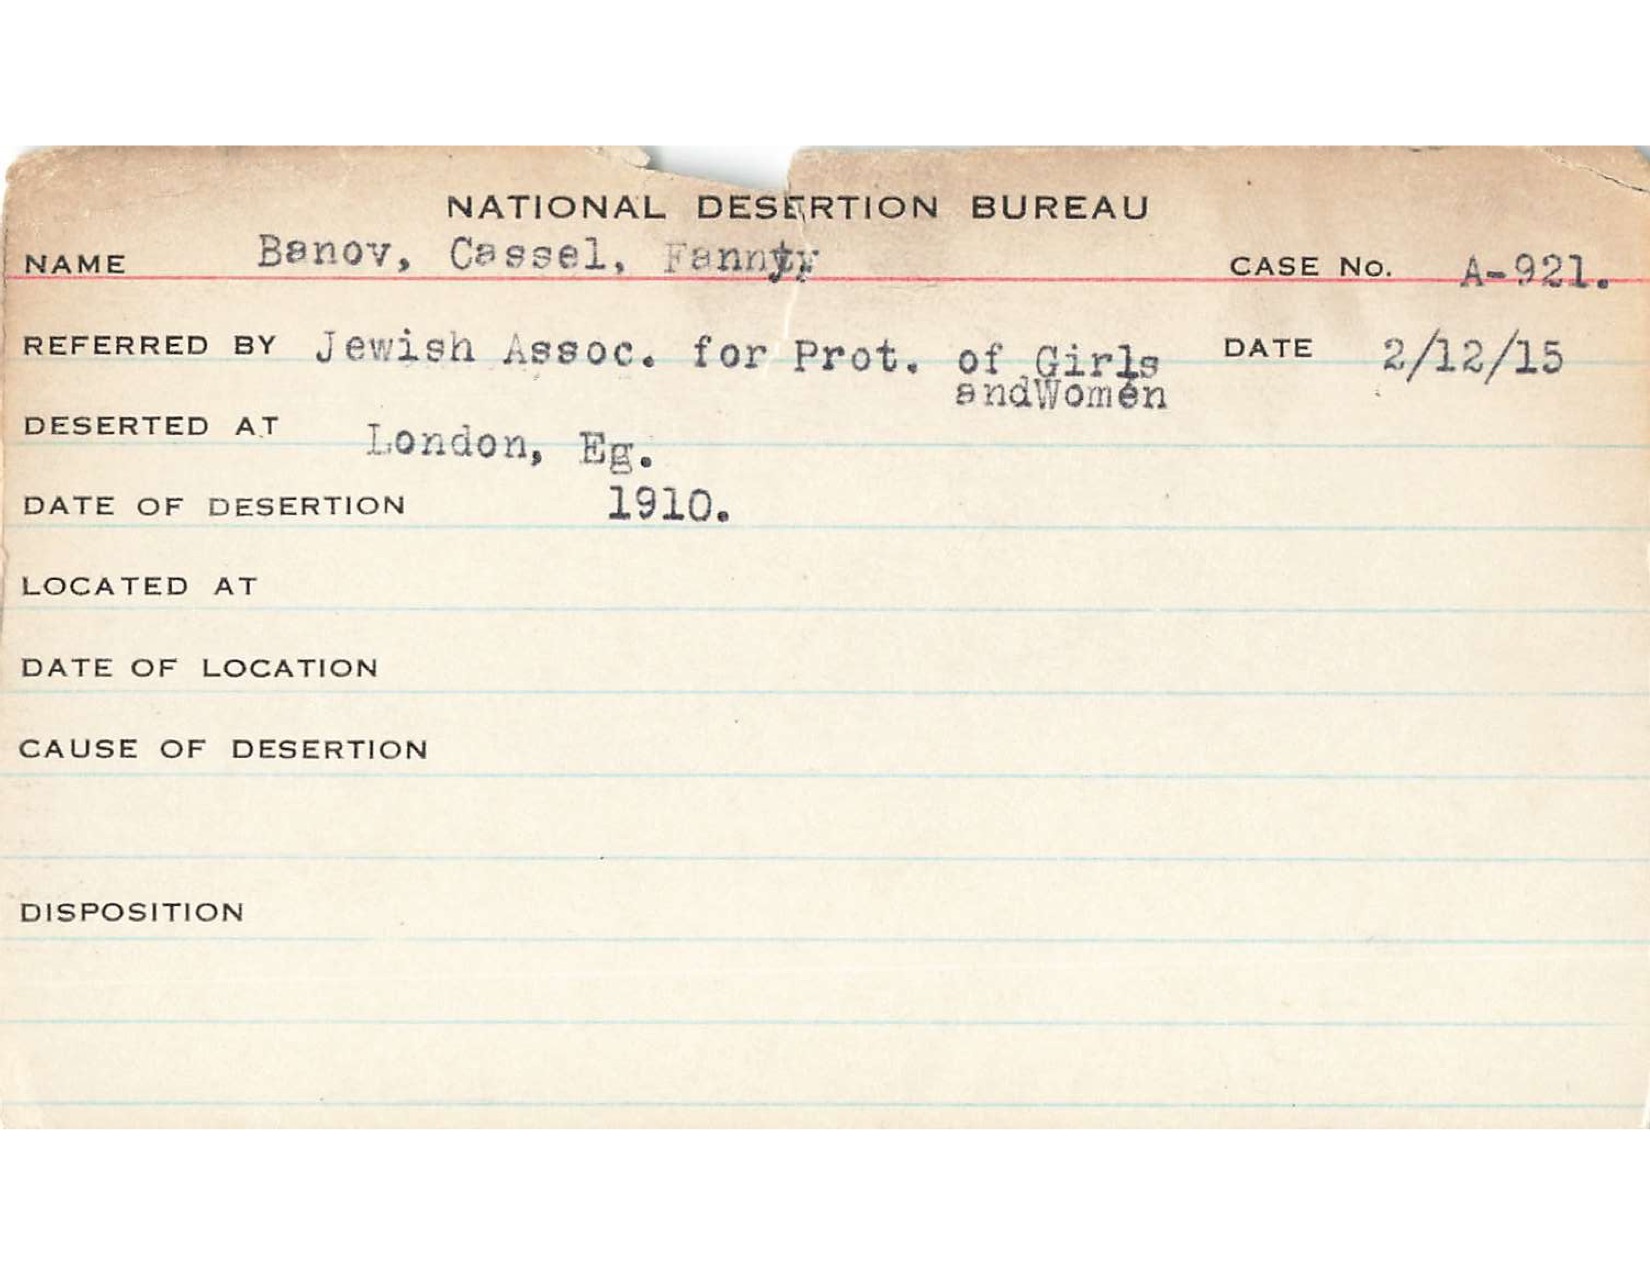 NATIONAL DESERTION BUREAU
NAME Banov, Cassel, Fanny CASE No. A-921.
REFERRED BY Jewish Assoc. for Prot. of Girls DATE 2/12/15
andWomen
DESERTED AT London, Eg.
DATE OF DESERTION 1910.
LOCATED AT
DATE OF LOCATION
CAUSE OF DESERTION
DISPOSITION